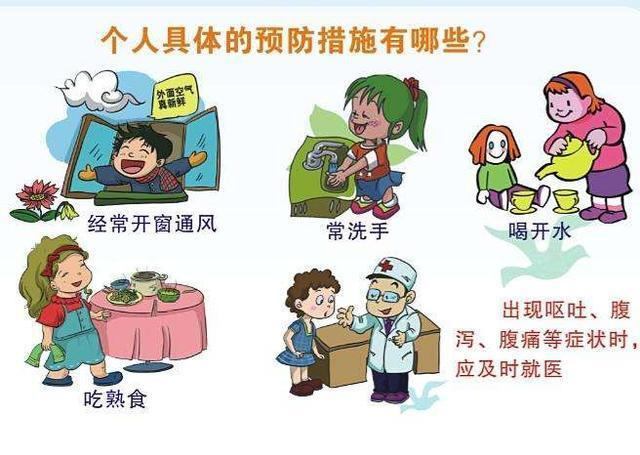 个人具体的预防措施有哪些?
外面空气
真新鲜
经常开窗通风
常洗手
喝开水
吃熟食
出现呕吐、腹
泻、腹痛等症状时,
应及时就医